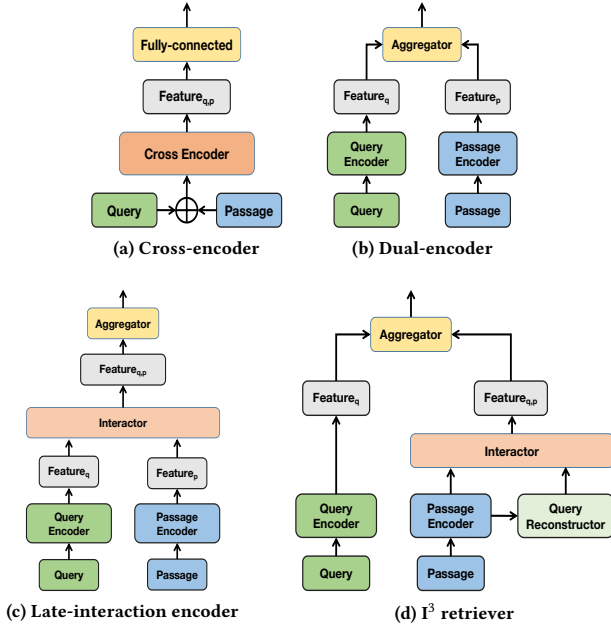 Fully-connected
Feature_q,p
Cross Encoder
Query
Passage
(a) Cross-encoder
Aggregator
Feature_q
Feature_p
Query
Encoder
Passage
Encoder
Query
Passage
(b) Dual-encoder
Aggregator
Feature_q,p
Interactor
Feature_q
Feature_p
Query
Encoder
Passage
Encoder
Query
Passage
(c) Late-interaction encoder
Aggregator
Feature_q
Feature_q,p
Interactor
Query
Encoder
Passage
Encoder
Query
Reconstructor
Query
Passage
(d) I³ retriever